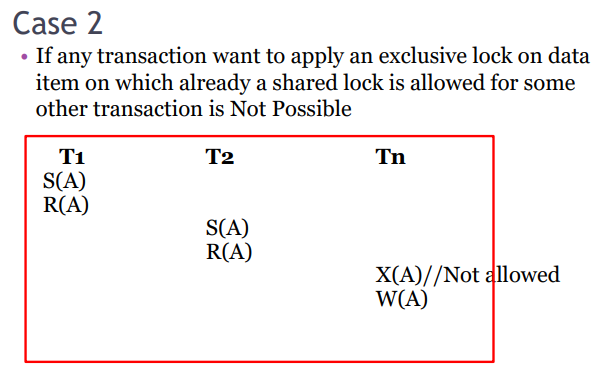 Case 2
• If any transaction want to apply an exclusive lock on data
item on which already a shared lock is allowed for some
other transaction is Not Possible
T1 T2 Tn
S(A)
R(A)
S(A)
R(A)
X(A)//Not allowed
W(A)